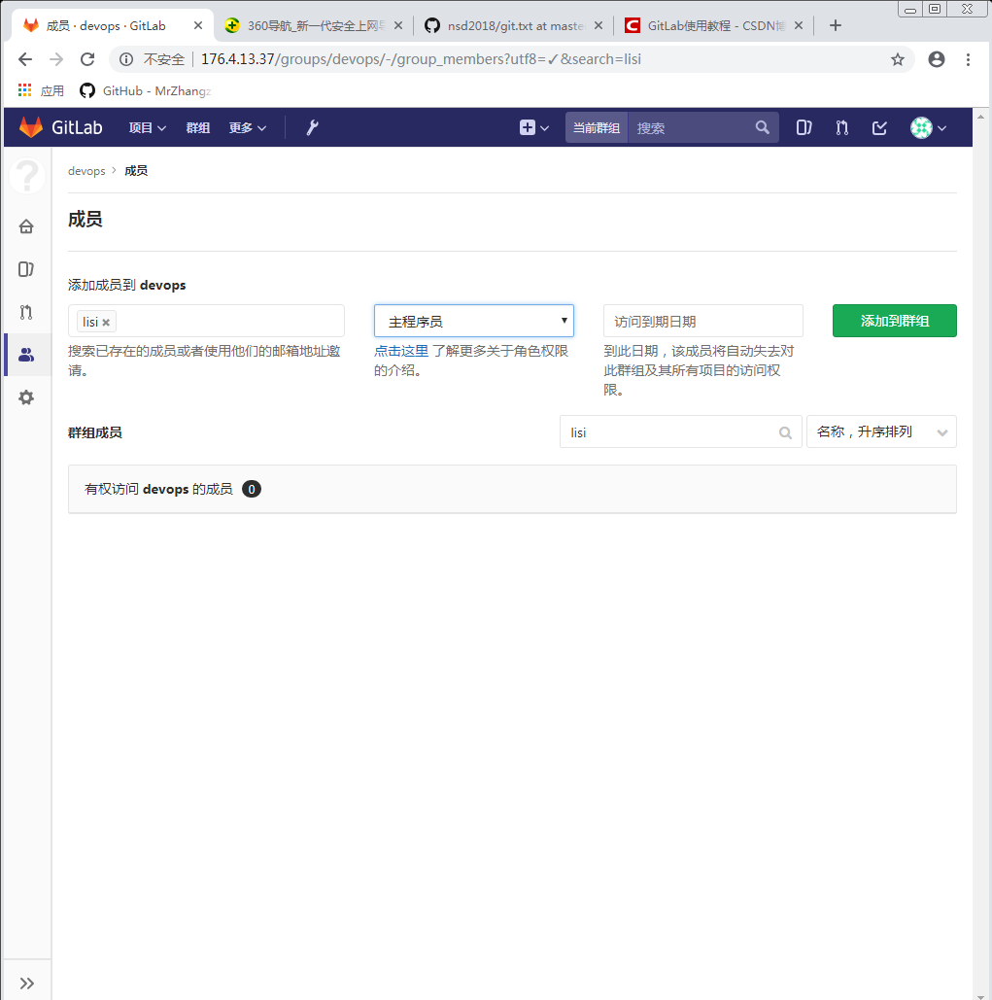 成员 · devops · GitLab
360导航_新一代安全上网导
nsd2018/git.txt at maste
GitLab使用教程 - CSDN博
不安全 176.4.13.37/groups/devops/-/group_members?utf8=✓&search=lisi
应用 GitHub - MrZhangz
GitLab 项目 群组 更多 当前群组 搜索
devops > 成员
成员
添加成员到 devops
lisi × 主程序员 访问到期日期 添加到群组
搜索已存在的成员或者使用他们的邮箱地址邀
请。
点击这里 了解更多关于角色权限
的介绍。
到此日期，该成员将自动失去对
此群组及其所有项目的访问权
限。
群组成员 lisi 名称，升序排列
有权访问 devops 的成员 0